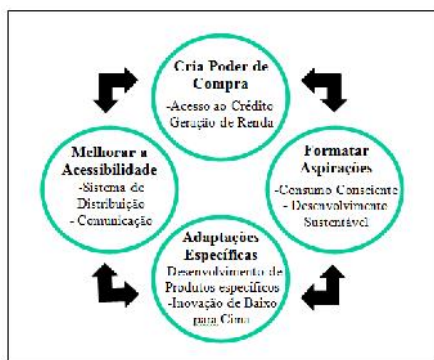 Cria Poder de
Compra
-Acesso ao Crédito
Geração de Renda
Melhorar a
Acessibilidade
-Sistema de
Distribuição
- Comunicação
Formatar
Aspirações
-Consumo Consciente
- Desenvolvimento
Sustentável
Adaptações
Específicas
Desenvolvimento de
Produtos específicos
-Inovação de Baixo
para Cima